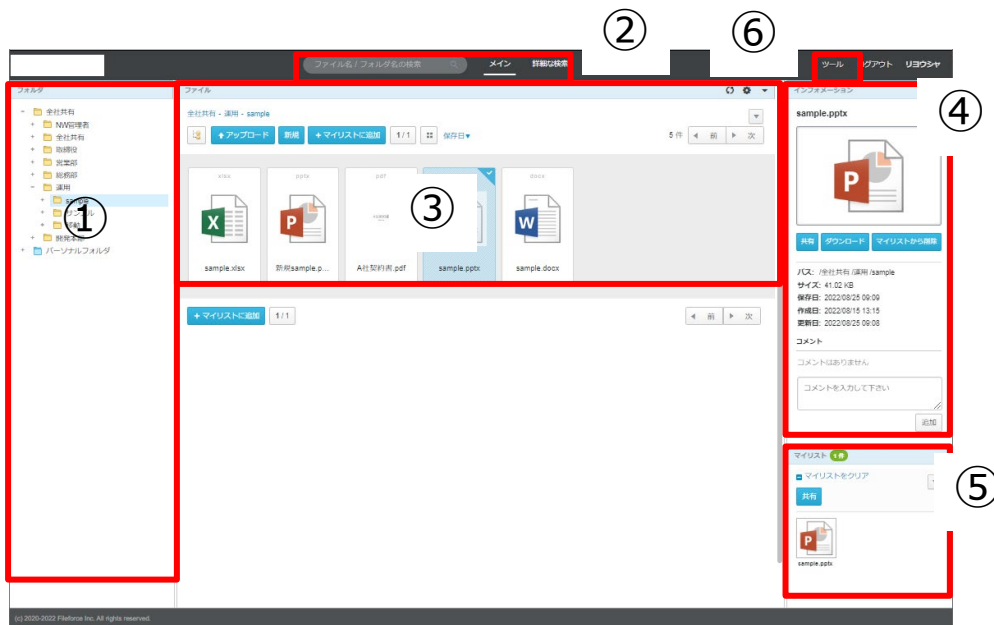 ②
⑥
ファイル名 / フォルダ名の検索
メイン
詳細な検索
ツール
グアウト
リヨウシャ
フォルダ
- 全社共有
+ NW管理者
+ 全社共有
+ 取締役
+ 営業部
+ 総務部
- 運用
+ sample
①
+ パーソナルフォルダ
ファイル
全社共有 - 運用 - sample
アップロード
新規
+マイリストに追加
1 / 1
保存日▼
5 件
前
次
xlsx
pptx
pdf
docx
③
sample.xlsx
新規sample.p...
A社契約書.pdf
sample.pptx
sample.docx
+ マイリストに追加
1 / 1
前
次
インフォメーション
④
sample.pptx
共有
ダウンロード
マイリストから削除
パス: /全社共有 /運用 /sample
サイズ: 41.02 KB
保存日: 2022/08/25 09:09
作成日: 2022/08/15 13:15
更新日: 2022/08/25 09:08
コメント
コメントはありません
コメントを入力して下さい
追加
マイリスト 1件
⑤
マイリストをクリア
共有
sample.pptx
(c) 2020-2022 Fileforce Inc. All rights reserved.